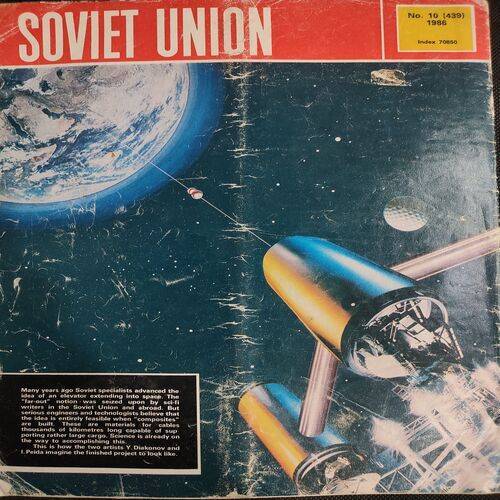 SOVIET UNION
No. 10 (439)
1986
Index 70850
Many years ago Soviet specialists advanced the
idea of an elevator extending into space. The
"far-out" notion was seized upon by sci-fi
writers in the Soviet Union and abroad. But
serious engineers and technologists believe that
the idea is entirely feasible when "composites"
are built. These are materials for cables
thousands of kilometres long capable of sup
porting rather large cargo. Science is already on
the way to accomplishing this.
This is how the two artists Y. Diakonov and
I. Peida imagine the finished project to look like.